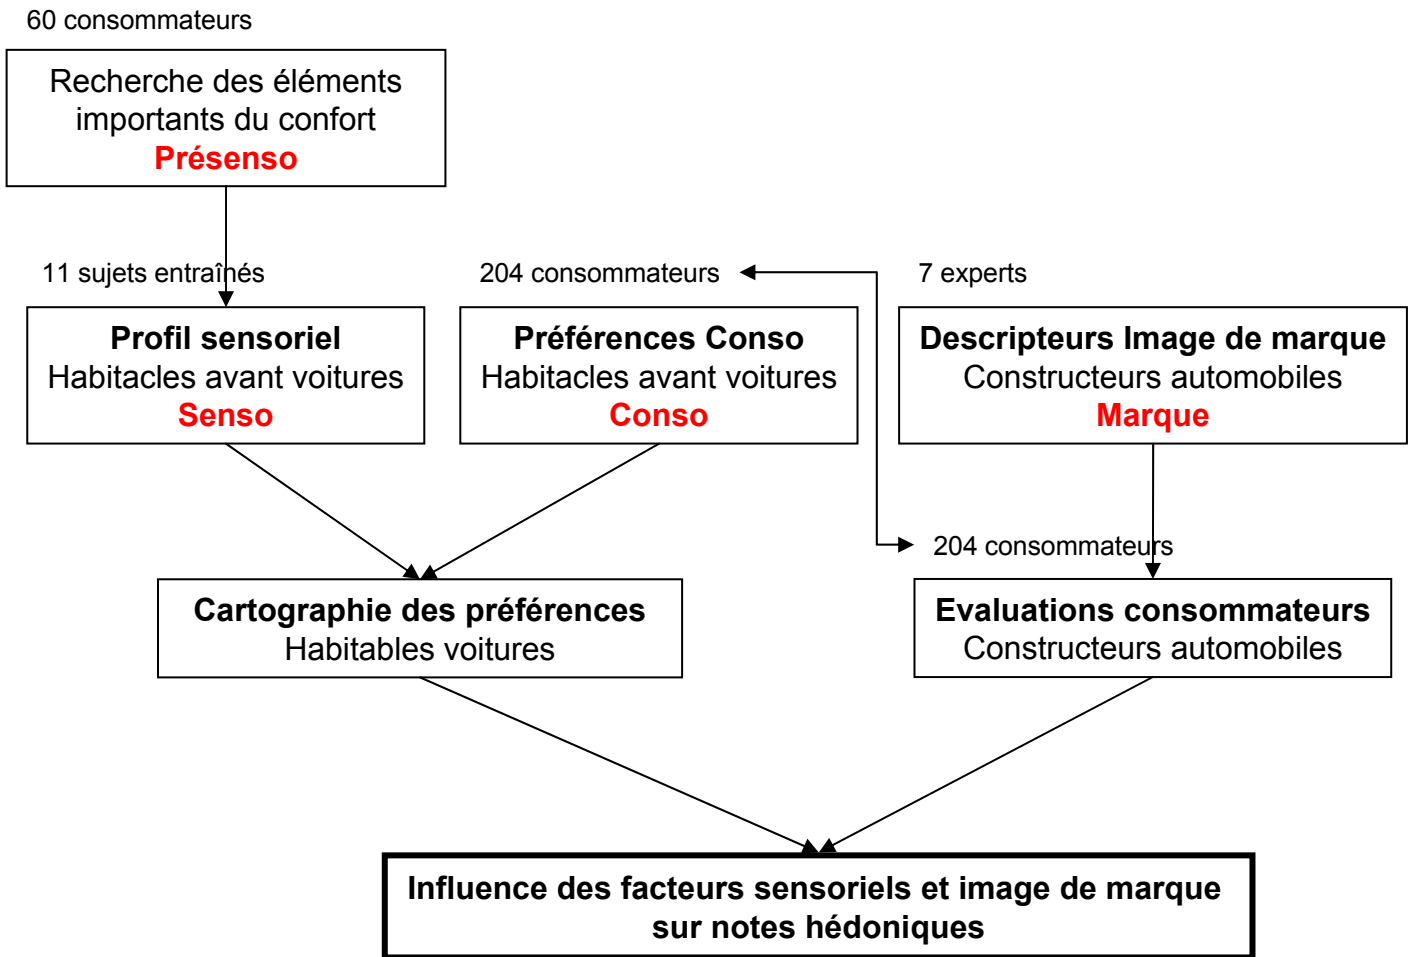 60 consommateurs
Recherche des éléments
importants du confort
Présenso
11 sujets entraînés
204 consommateurs
7 experts
Profil sensoriel
Habitacles avant voitures
Senso
Préférences Conso
Habitacles avant voitures
Conso
Descripteurs Image de marque
Constructeurs automobiles
Marque
204 consommateurs
Cartographie des préférences
Habitables voitures
Evaluations consommateurs
Constructeurs automobiles
Influence des facteurs sensoriels et image de marque
sur notes hédoniques